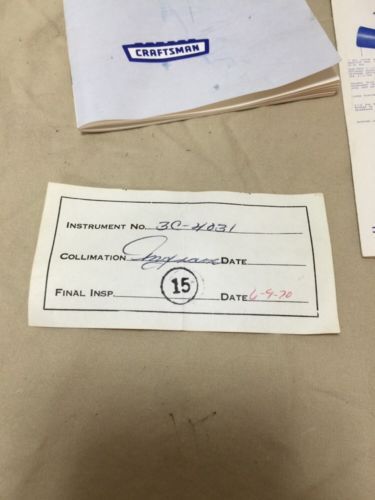 CRAFTSMAN
INSTRUMENT NO. 3C-4031
COLLIMATION DATE
15
FINAL INSP. DATE 6-9-70